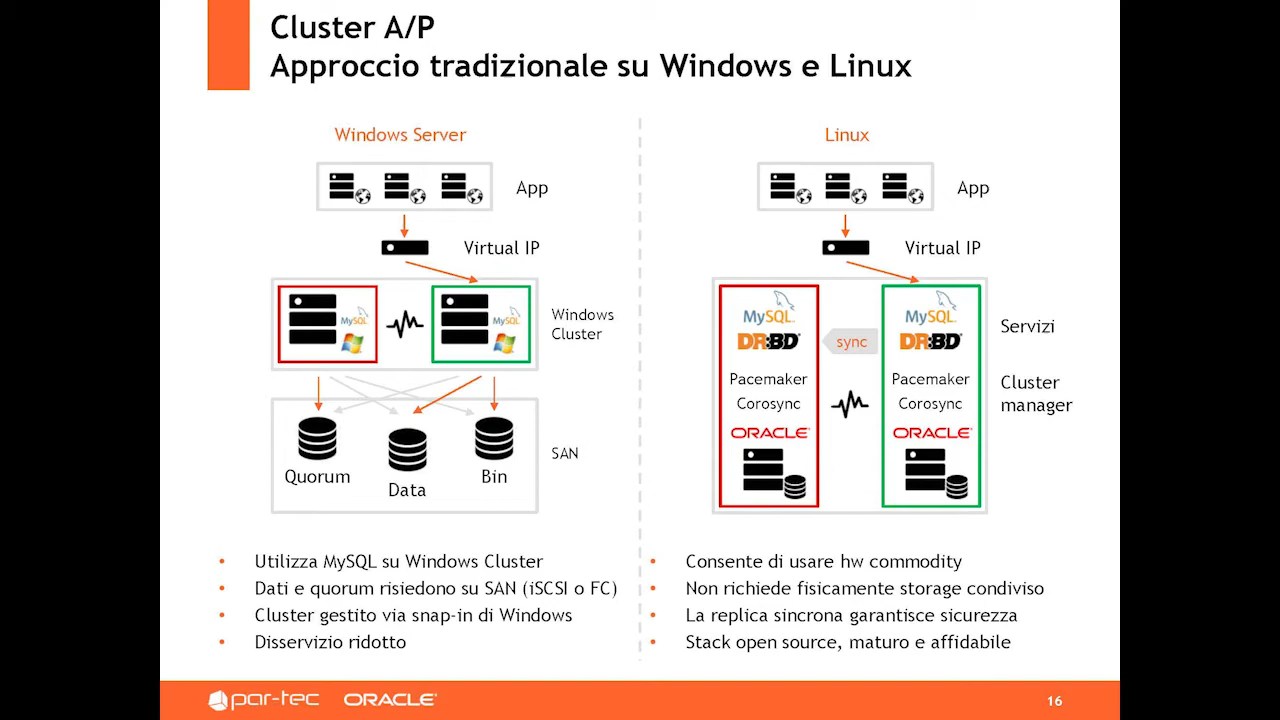 Cluster A/P
Approccio tradizionale su Windows e Linux
Windows Server
App
Virtual IP
MySQL
MySQL
Windows
Cluster
Quorum
Data
Bin
SAN
• Utilizza MySQL su Windows Cluster
• Dati e quorum risiedono su SAN (iSCSI o FC)
• Cluster gestito via snap-in di Windows
• Disservizio ridotto
Linux
App
Virtual IP
MySQL
DR:BD
Pacemaker
Corosync
ORACLE
sync
MySQL
DR:BD
Pacemaker
Corosync
ORACLE
Servizi
Cluster
manager
• Consente di usare hw commodity
• Non richiede fisicamente storage condiviso
• La replica sincrona garantisce sicurezza
• Stack open source, maturo e affidabile
par-tec ORACLE
16